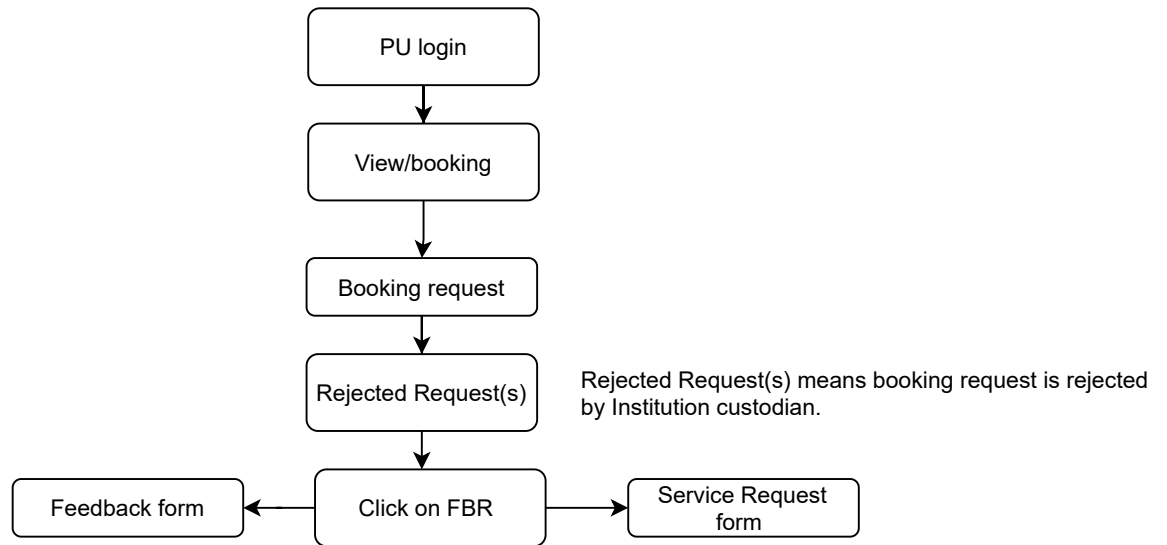 PU login
View/booking
Booking request
Rejected Request(s)
Rejected Request(s) means booking request is rejected
by Institution custodian.
Feedback form
Click on FBR
Service Request
form